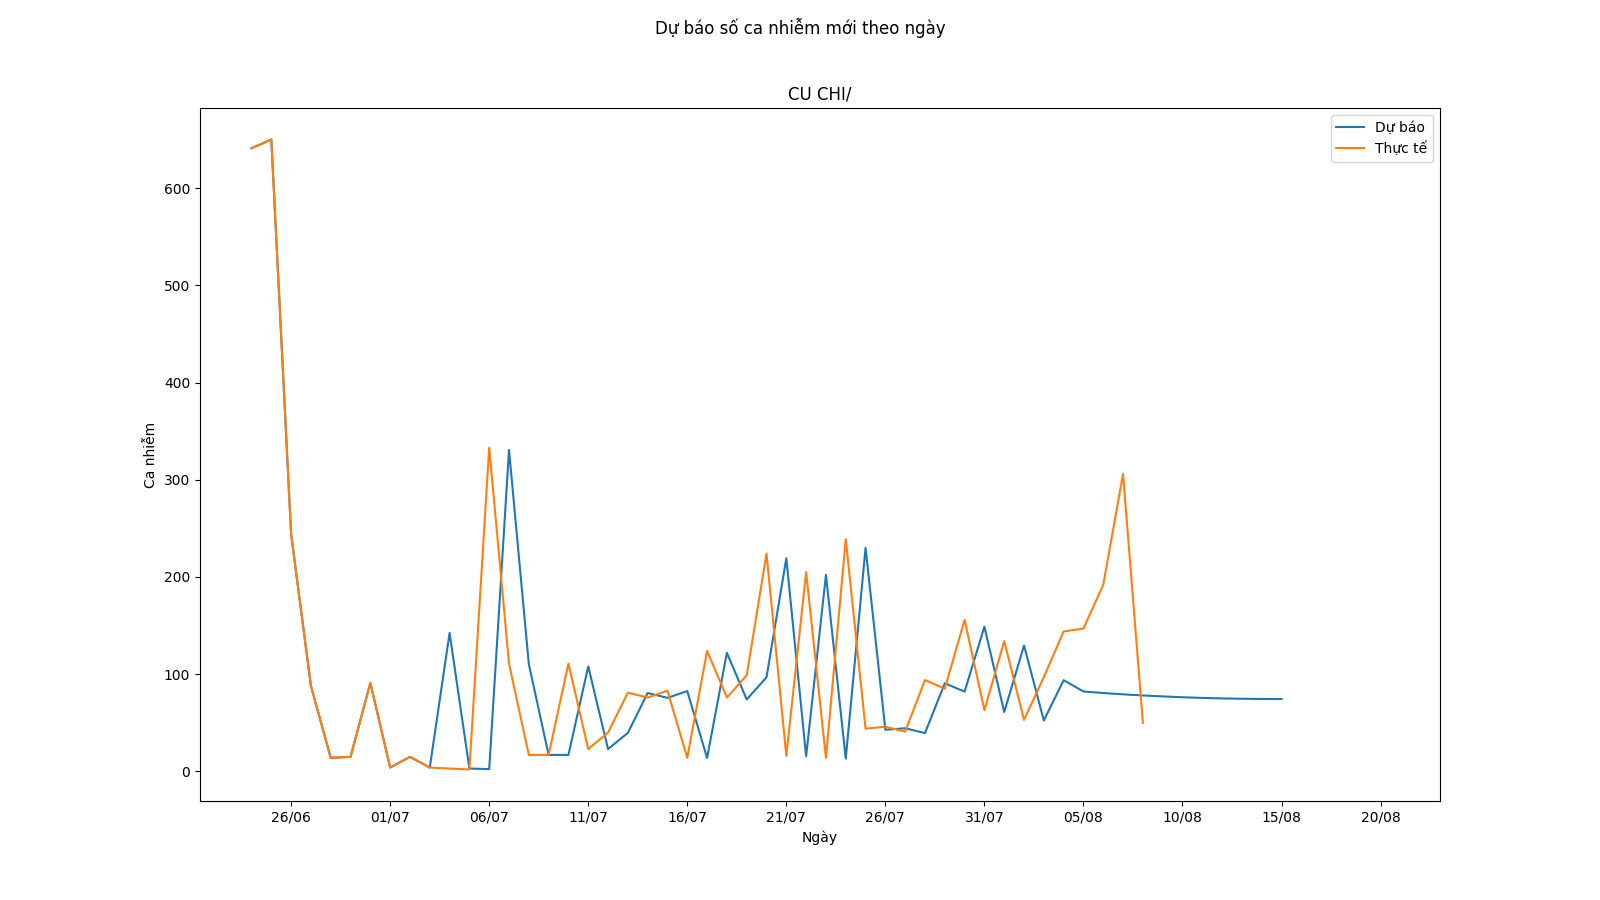 Dự báo số ca nhiễm mới theo ngày
CU CHI/
Dự báo
Thực tế
600
500
400
300
200
100
0
Ca nhiễm
26/06 01/07 06/07 11/07 16/07 21/07 26/07 31/07 05/08 10/08 15/08 20/08
Ngày